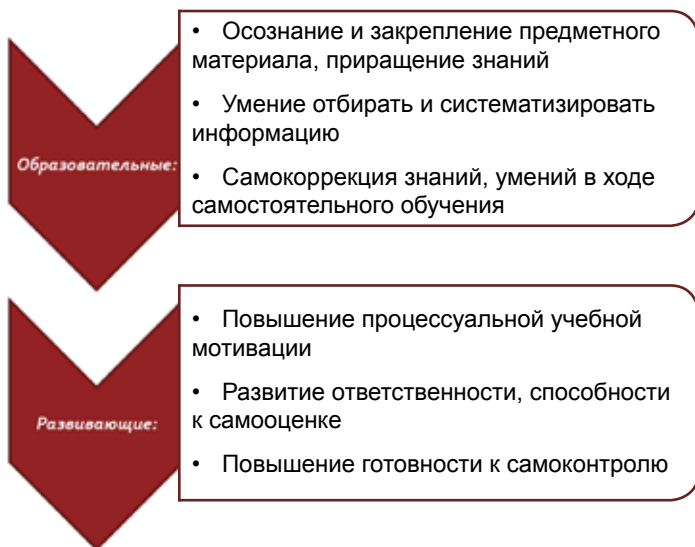 Образовательные:
• Осознание и закрепление предметного
материала, приращение знаний
• Умение отбирать и систематизировать
информацию
• Самокоррекция знаний, умений в ходе
самостоятельного обучения
Развивающие:
• Повышение процессуальной учебной
мотивации
• Развитие ответственности, способности
к самооценке
• Повышение готовности к самоконтролю